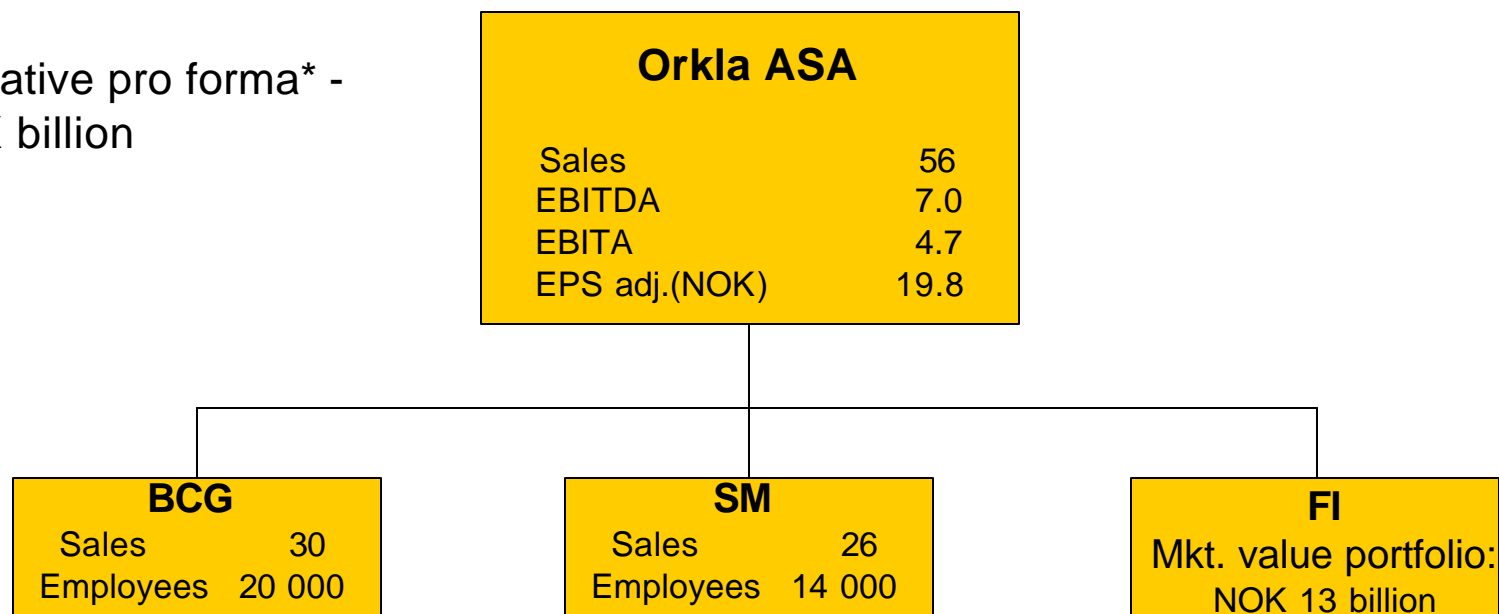 ative pro forma* -
billion
Orkla ASA
Sales 56
EBITDA 7.0
EBITA 4.7
EPS adj.(NOK) 19.8
BCG
Sales 30
Employees 20 000
SM
Sales 26
Employees 14 000
FI
Mkt. value portfolio:
NOK 13 billion